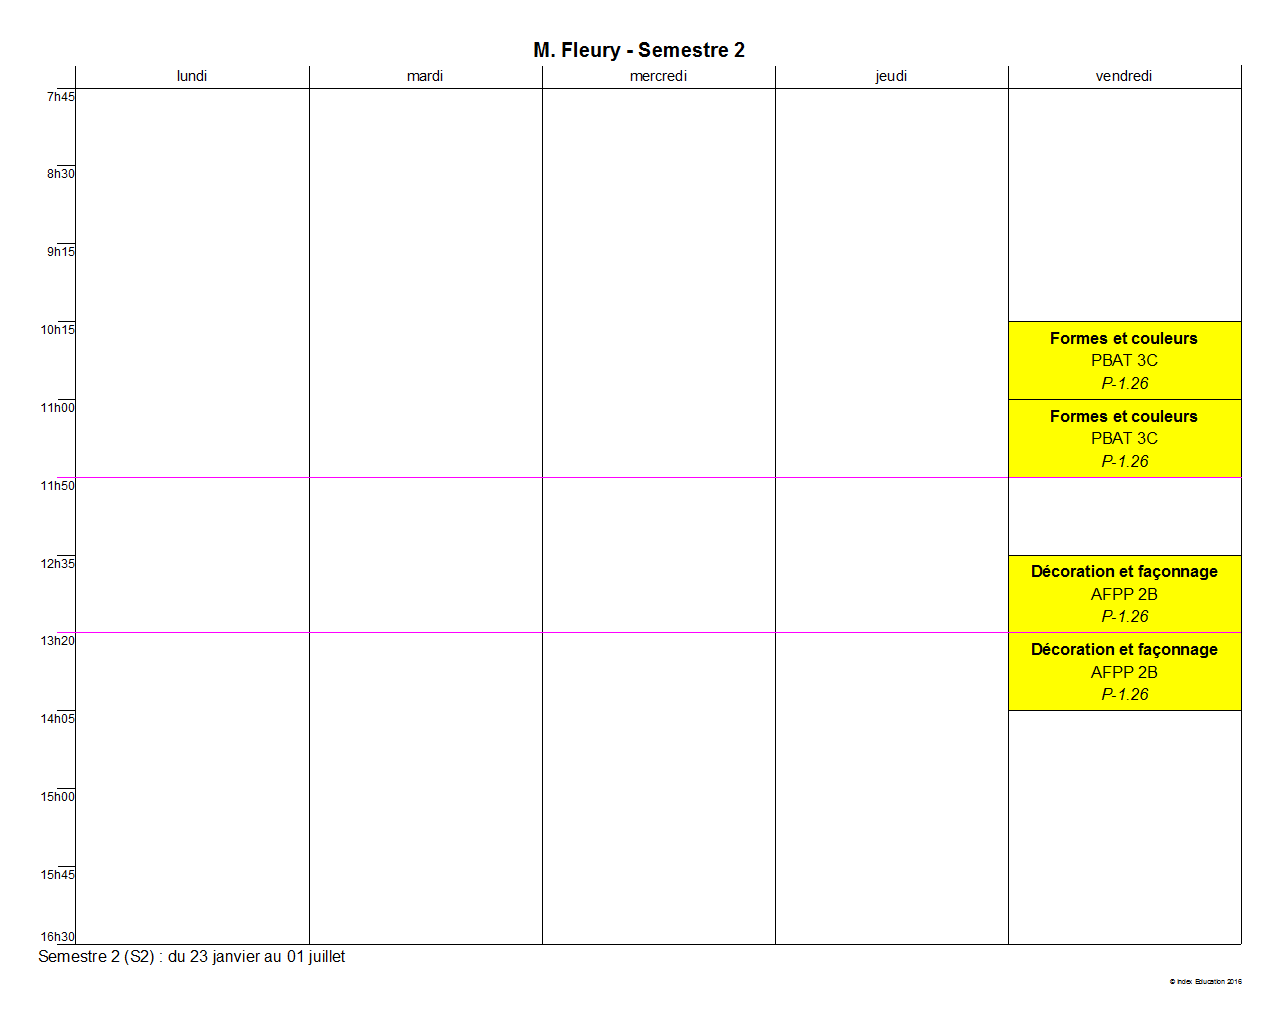 M. Fleury - Semestre 2
lundi mardi mercredi jeudi vendredi
7h45
8h30
9h15
10h15
Formes et couleurs
PBAT 3C
P-1.26
11h00
Formes et couleurs
PBAT 3C
P-1.26
11h50
12h35
Décoration et façonnage
AFPP 2B
P-1.26
13h20
Décoration et façonnage
AFPP 2B
P-1.26
14h05
15h00
15h45
16h30
Semestre 2 (S2) : du 23 janvier au 01 juillet
© Index Education 2016